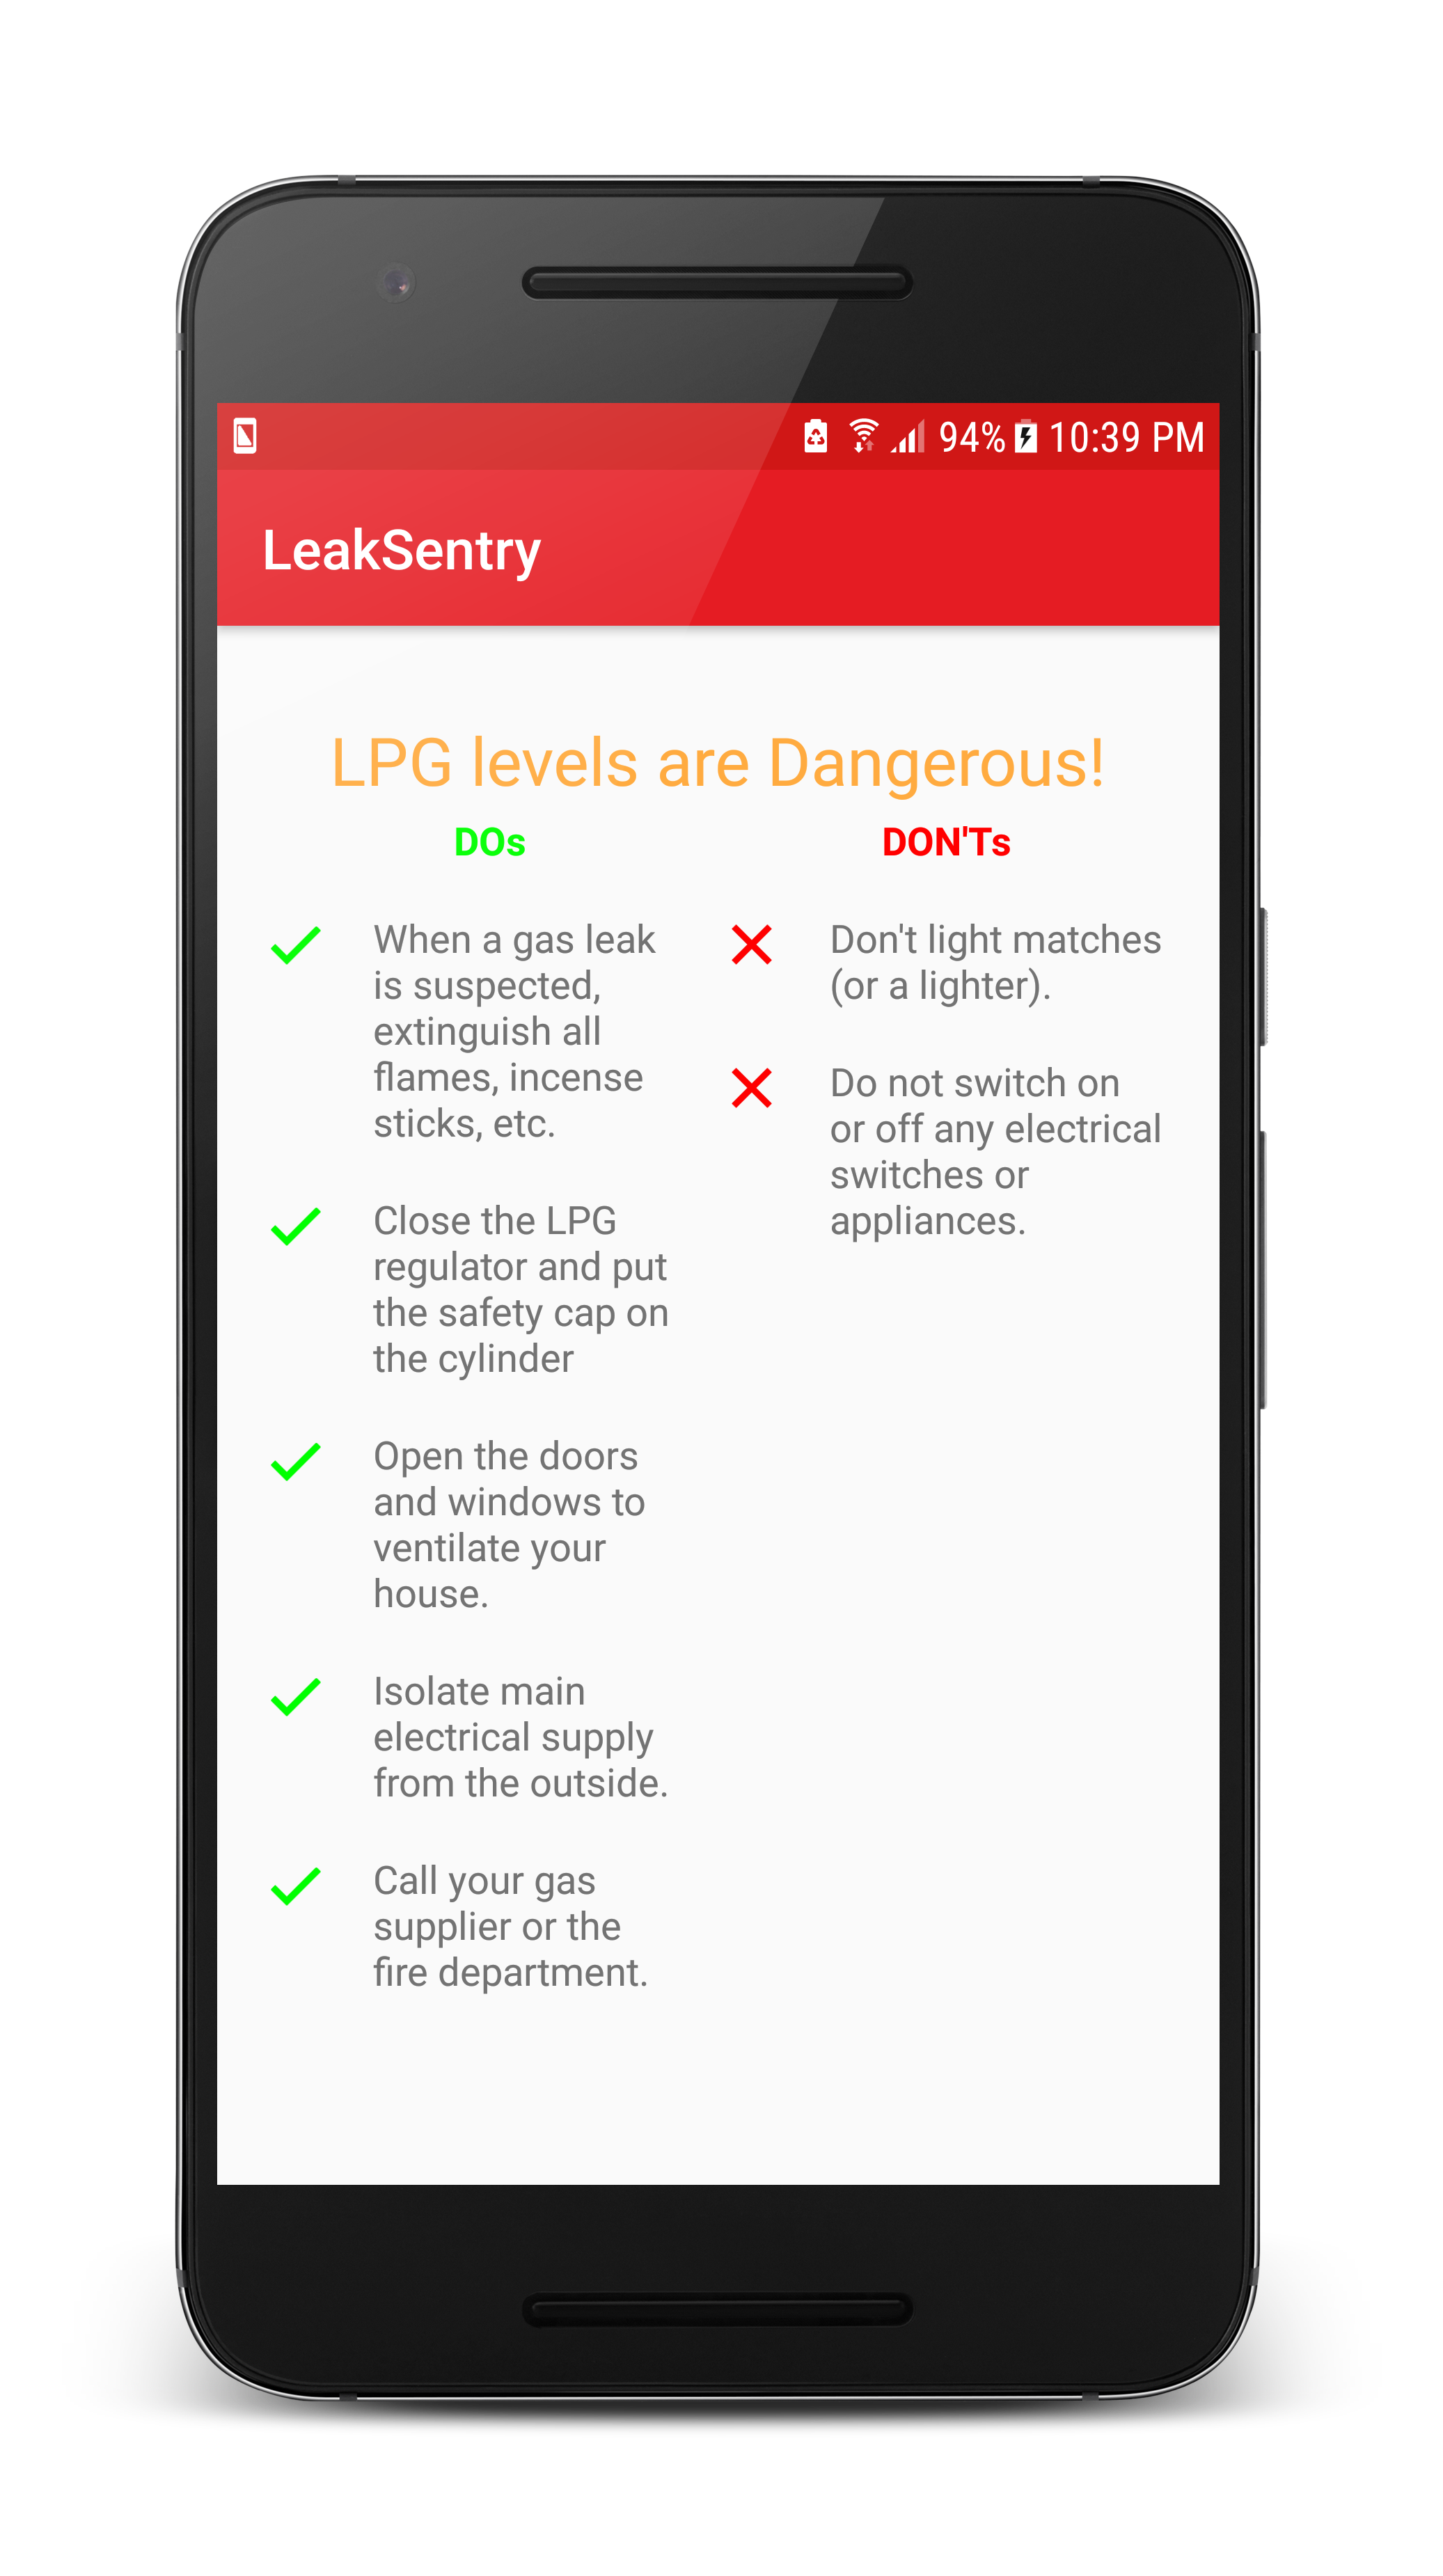 94% 10:39 PM
LeakSentry
LPG levels are Dangerous!
DOs
When a gas leak
is suspected,
extinguish all
flames, incense
sticks, etc.
Close the LPG
regulator and put
the safety cap on
the cylinder
Open the doors
and windows to
ventilate your
house.
Isolate main
electrical supply
from the outside.
Call your gas
supplier or the
fire department.
DON'Ts
Don't light matches
(or a lighter).
Do not switch on
or off any electrical
switches or
appliances.